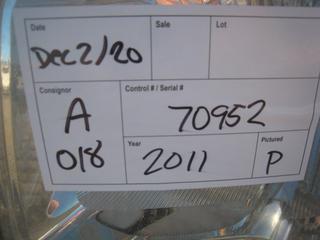 Date Sale Lot
Dec 2/20
Consignor Control # / Serial #
A 70952
018 Year Pictured
2011 P